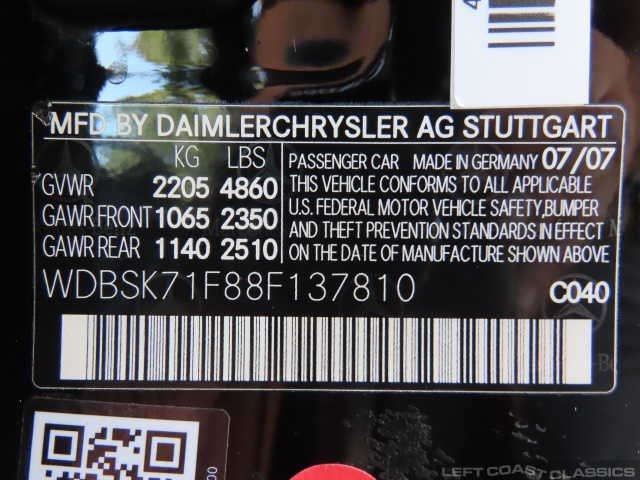 MFD BY DAIMLERCHRYSLER AG STUTTGART
KG LBS
GVWR 2205 4860
GAWR FRONT 1065 2350
GAWR REAR 1140 2510
PASSENGER CAR MADE IN GERMANY 07/07
THIS VEHICLE CONFORMS TO ALL APPLICABLE
U.S. FEDERAL MOTOR VEHICLE SAFETY, BUMPER
AND THEFT PREVENTION STANDARDS IN EFFECT
ON THE DATE OF MANUFACTURE SHOWN ABOVE
WDBSK71F88F137810 C040
LEFT COAST CLASSICS